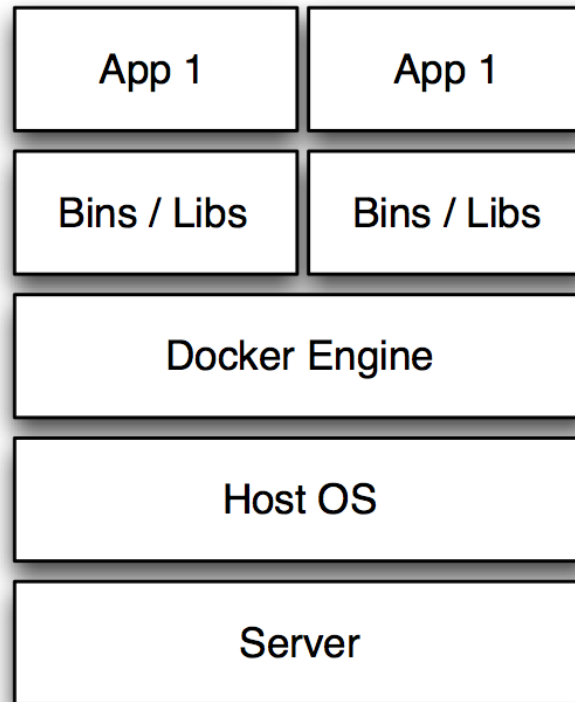 App 1 App 1
Bins / Libs Bins / Libs
Docker Engine
Host OS
Server